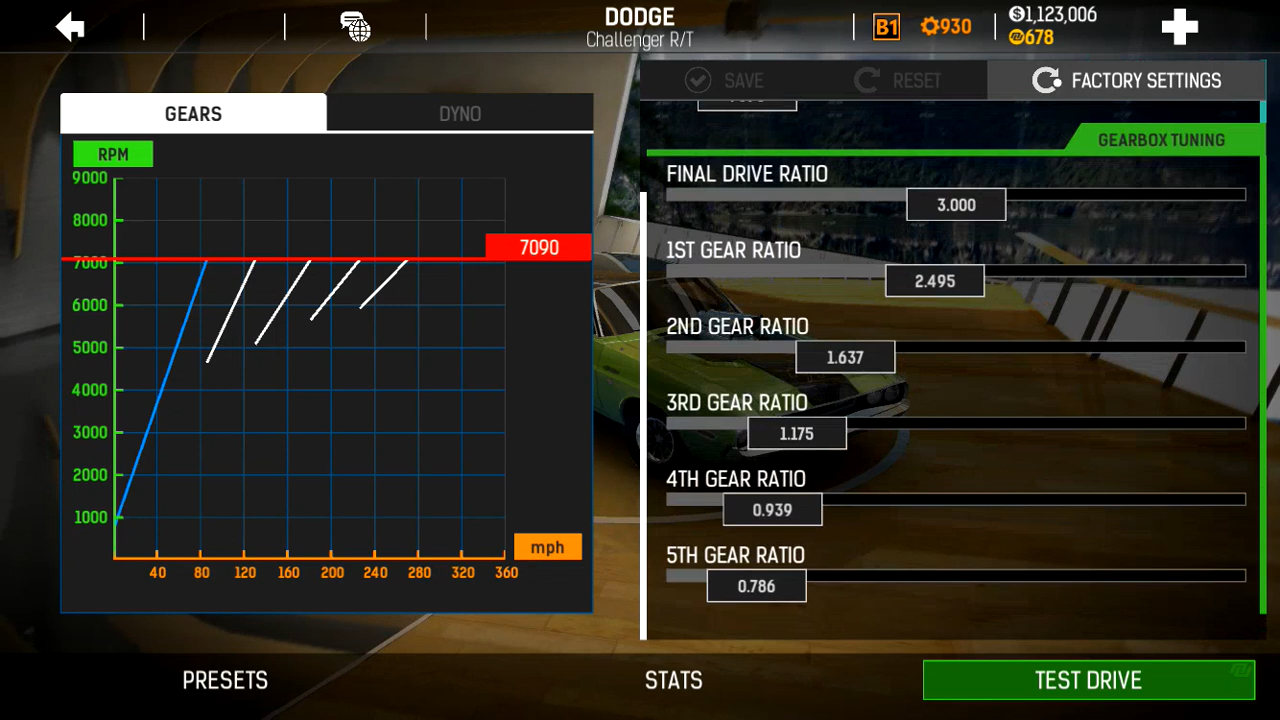 DODGE
Challenger R/T
B1 930
$1,123,006
678
SAVE RESET FACTORY SETTINGS
GEARS DYNO
GEARBOX TUNING
RPM
9000
8000
7090
7000
6000
5000
4000
3000
2000
1000
mph
40 80 120 160 200 240 280 320 360
FINAL DRIVE RATIO
3.000
1ST GEAR RATIO
2.495
2ND GEAR RATIO
1.637
3RD GEAR RATIO
1.175
4TH GEAR RATIO
0.939
5TH GEAR RATIO
0.786
PRESETS STATS TEST DRIVE